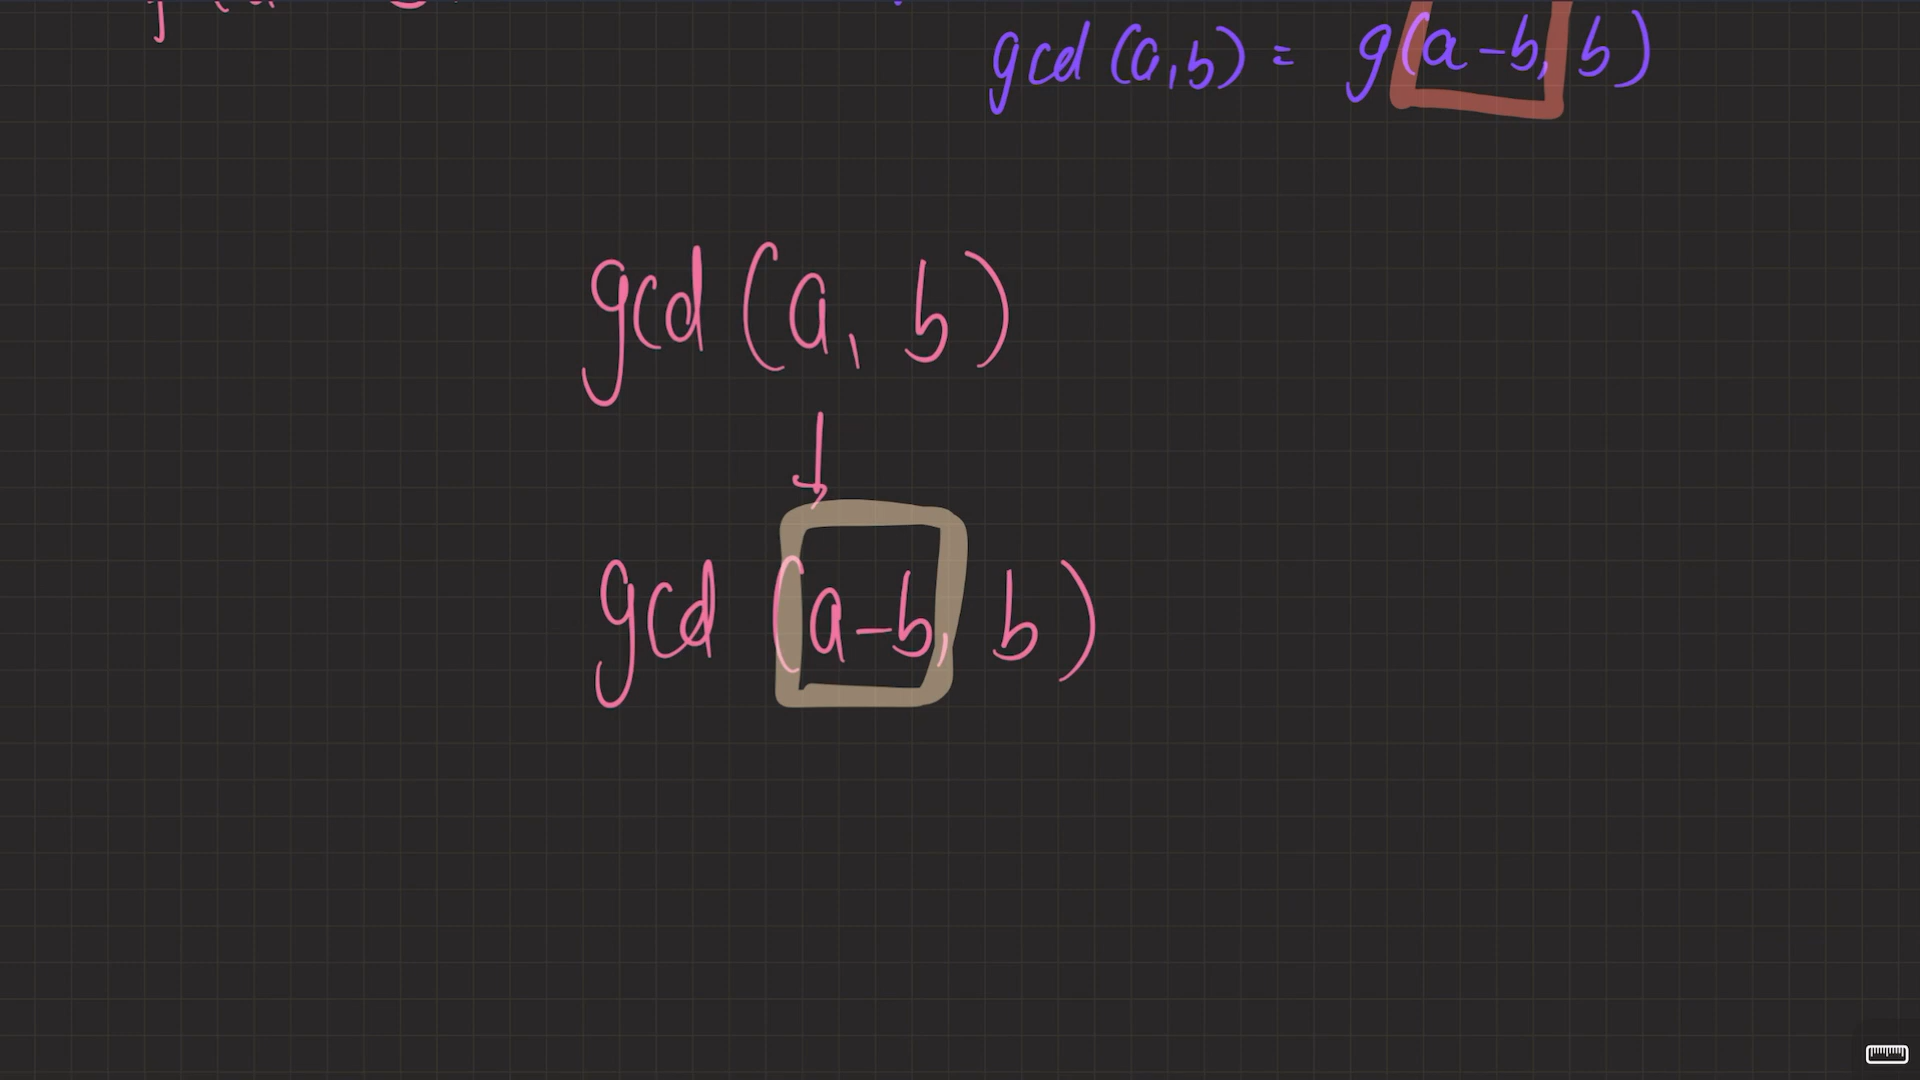 gcd (a,b) = g(a-b, b)
gcd (a, b)
↓
gcd (a-b, b)